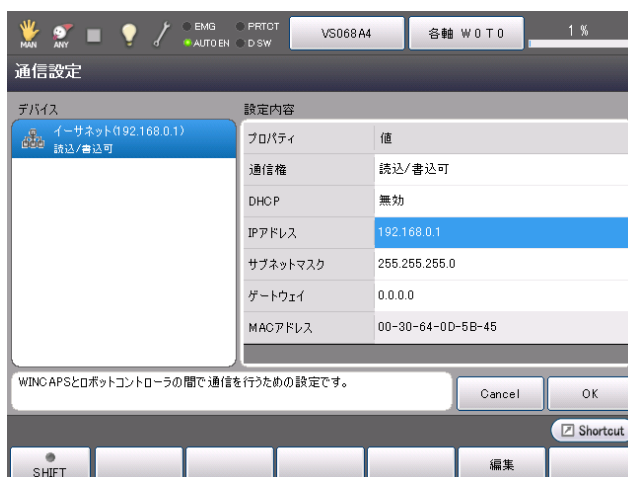 MAN
ANY
EMG
AUTO EN
PRTCT
D SW
VS068A4
各軸 W 0 T 0
1 %
通信設定
デバイス
設定内容
イーサネット(192.168.0.1)
読込/書込可
プロパティ 値
通信権 読込/書込可
DHCP 無効
IPアドレス 192.168.0.1
サブネットマスク 255.255.255.0
ゲートウェイ 0.0.0.0
MACアドレス 00-30-64-0D-5B-45
WINCAPSとロボットコントローラの間で通信を行うための設定です。
Cancel
OK
Shortcut
SHIFT
編集